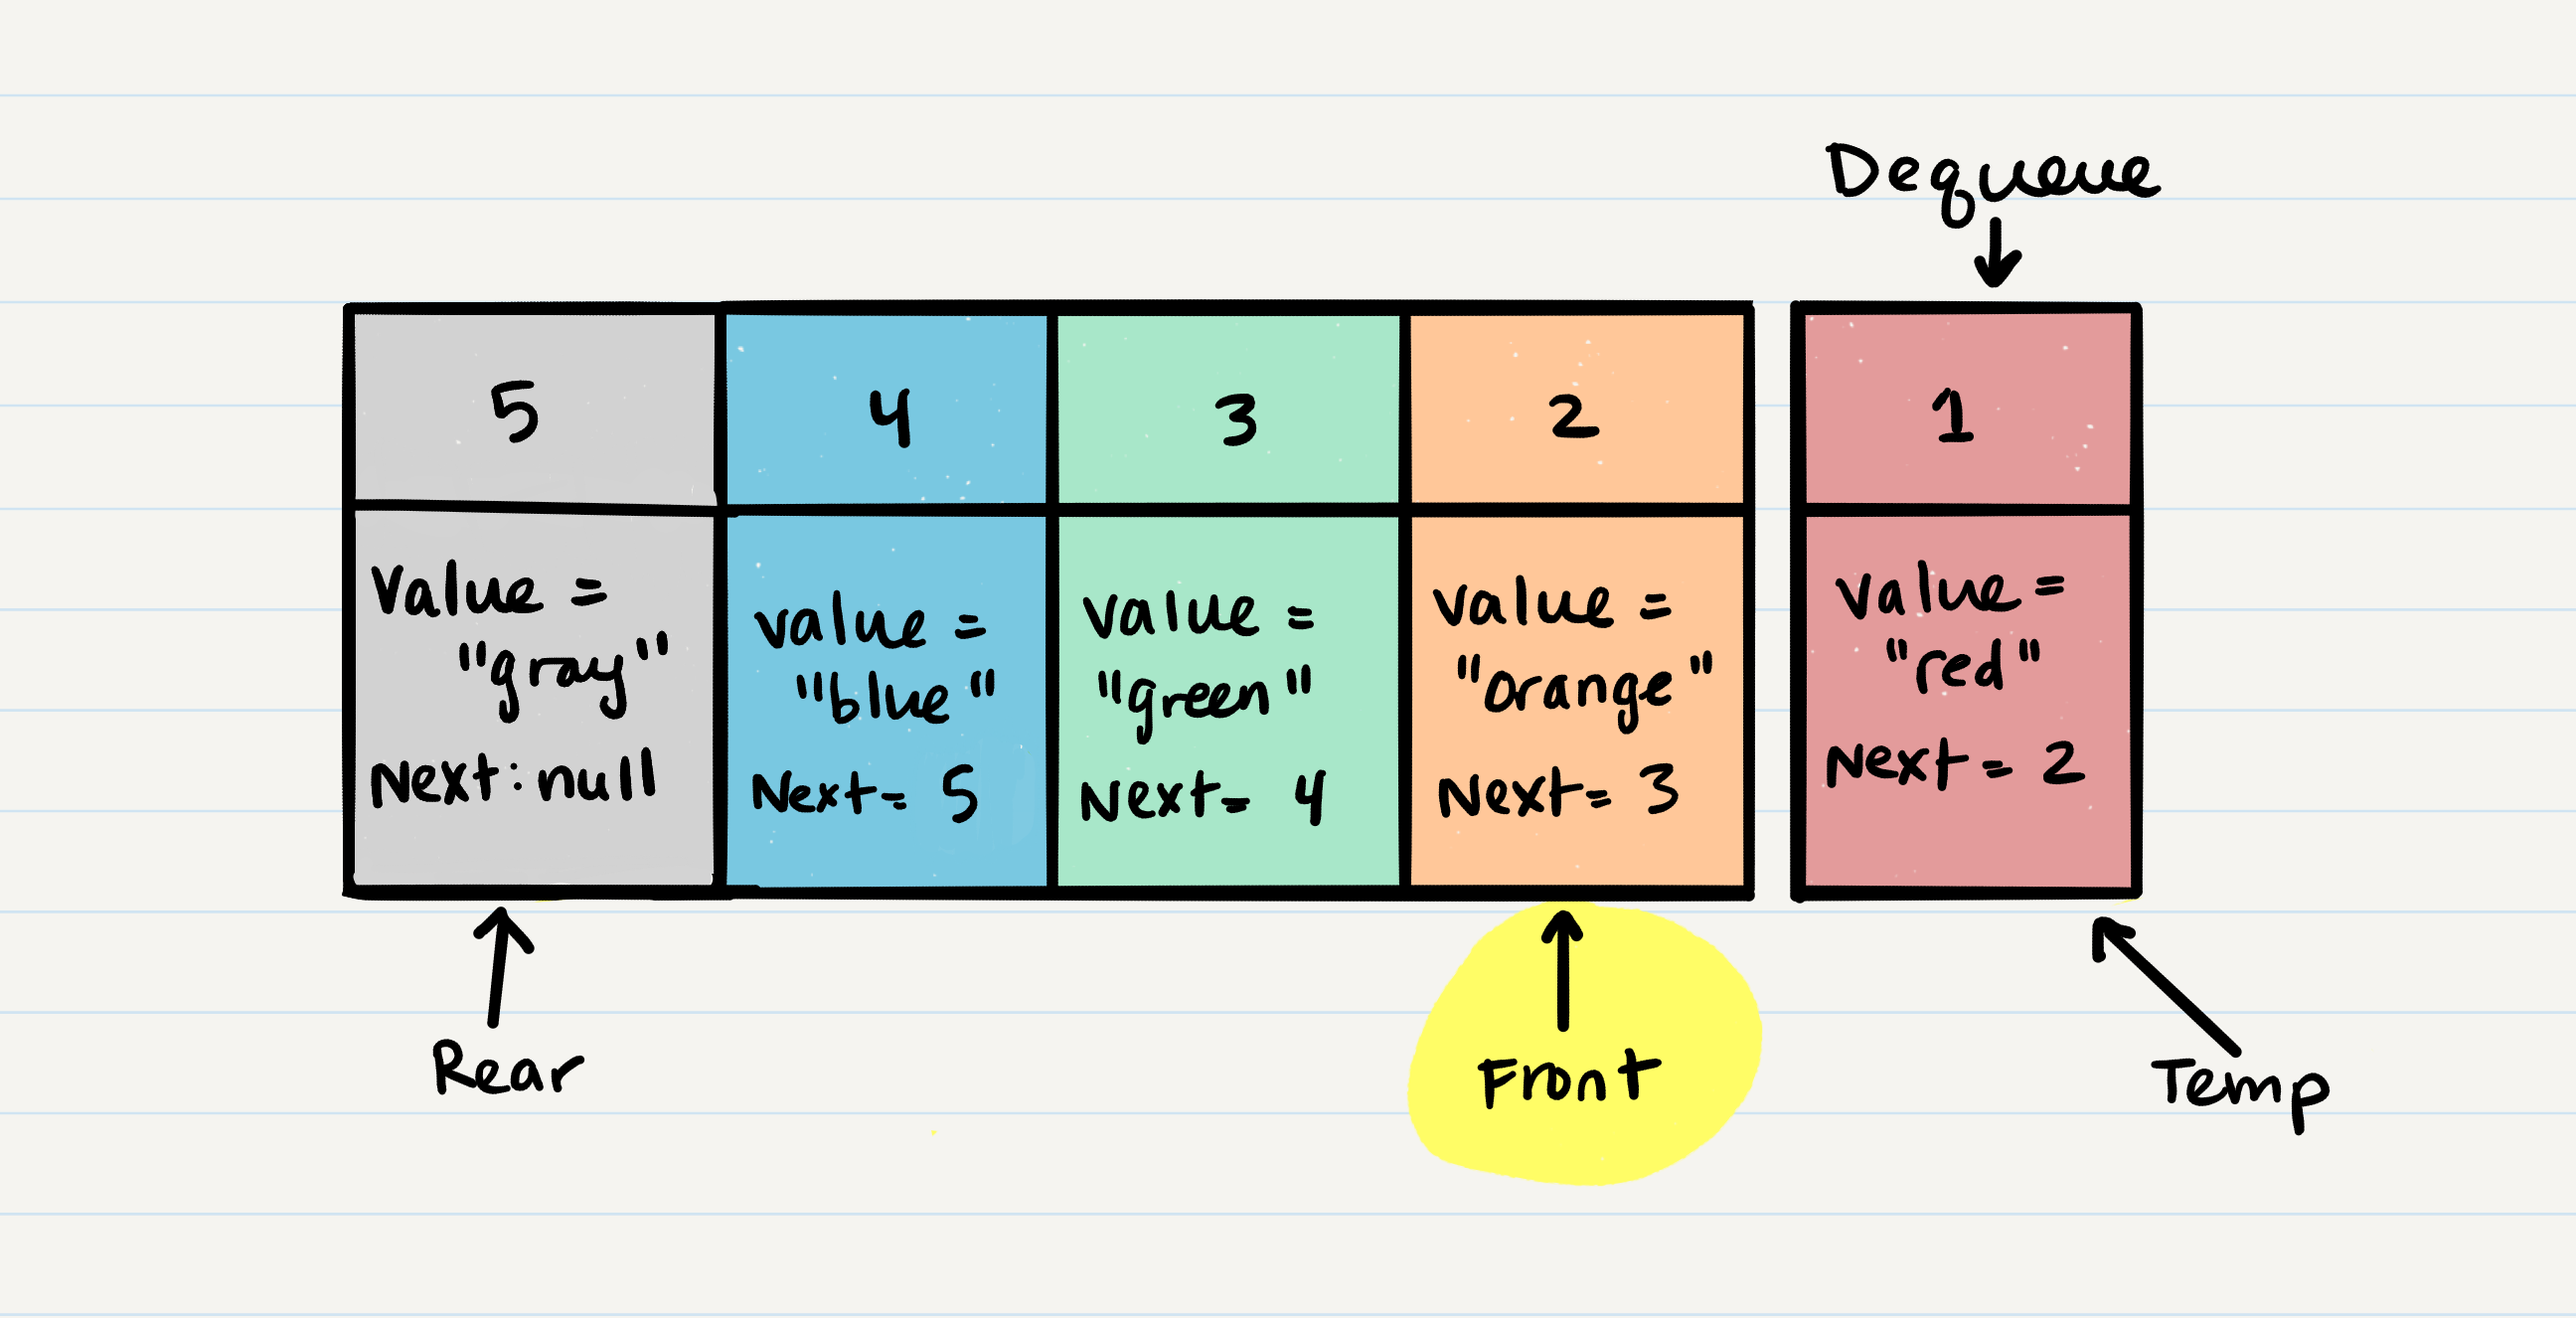 Dequeue
5
4
3
2
1
Value =
"gray"
Next: null
value =
"blue"
Next= 5
value =
"green"
Next= 4
value =
"orange"
Next= 3
value =
"red"
Next= 2
Rear
Front
Temp